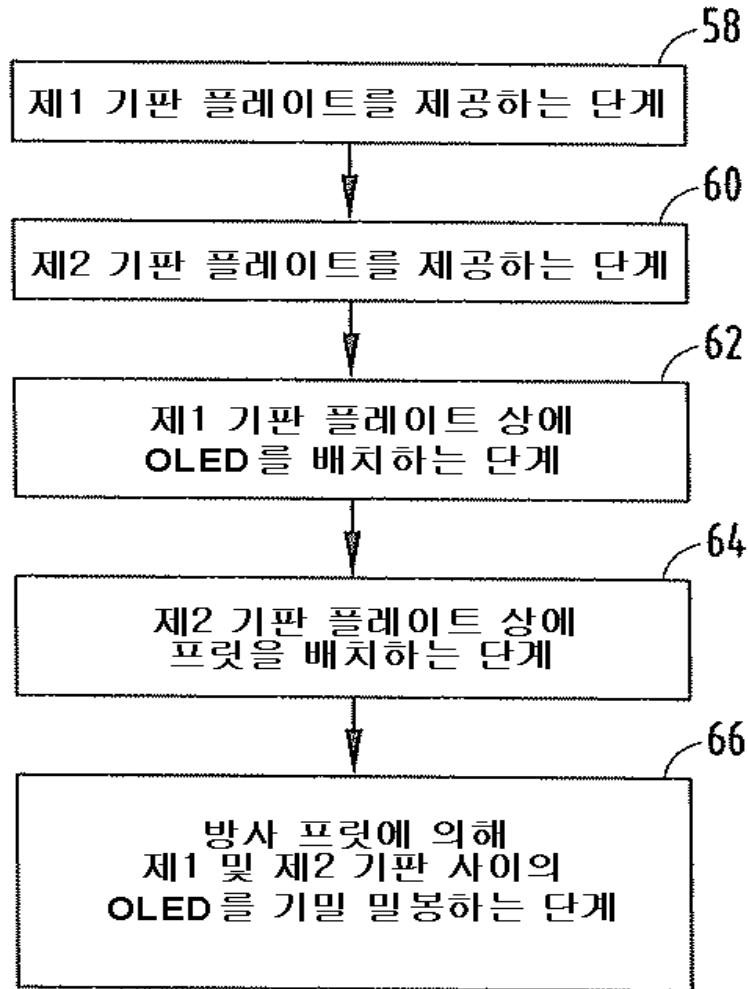 58
제1 기판 플레이트를 제공하는 단계
60
제2 기판 플레이트를 제공하는 단계
62
제1 기판 플레이트 상에
OLED를 배치하는 단계
64
제2 기판 플레이트 상에
프릿을 배치하는 단계
66
방사 프릿에 의해
제1 및 제2 기판 사이의
OLED를 기밀 밀봉하는 단계